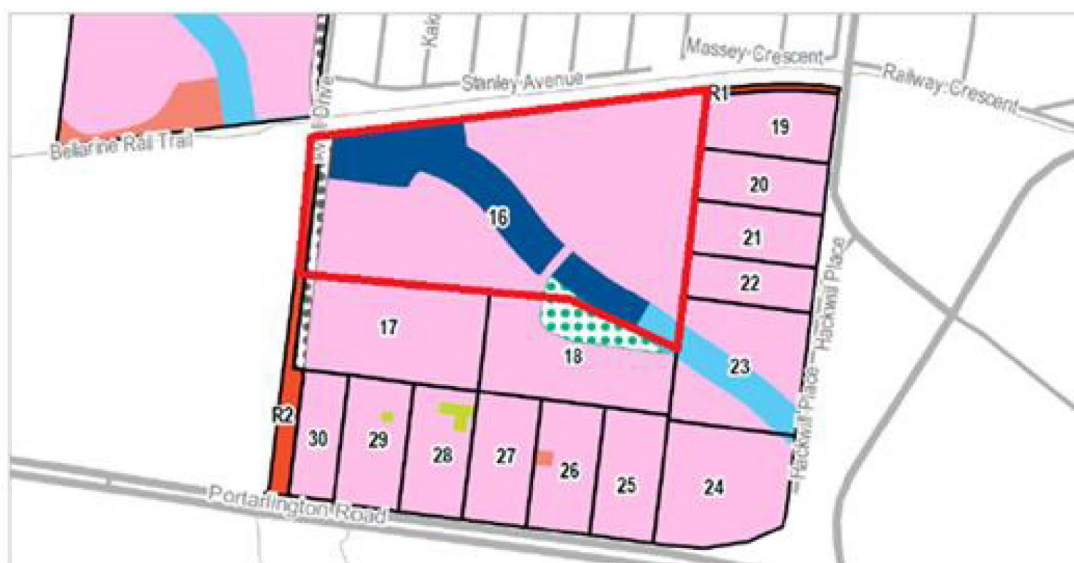 Massey Crescent
Stanley Avenue
Railway Crescent
R1
Drive
19
Bellarine Rail Trail
20
16
21
22
Hackwill Place
17
18
23
R2
30
29
28
27
26
25
24
Hackwill Place
Portarlington Road